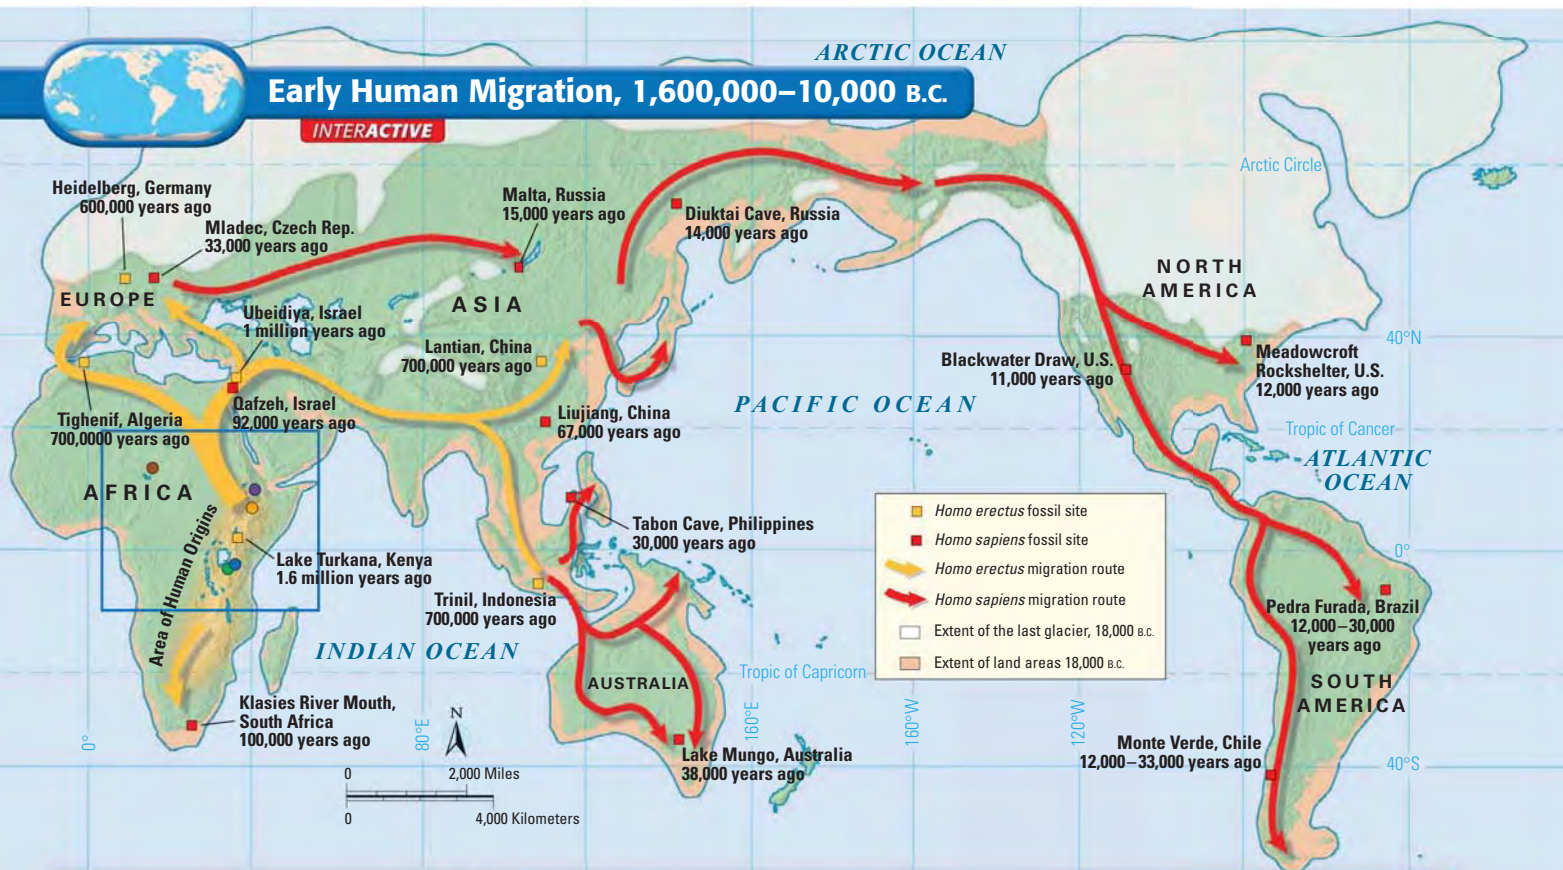 ARCTIC OCEAN
Early Human Migration, 1,600,000–10,000 B.C.
INTERACTIVE
Arctic Circle
Heidelberg, Germany
600,000 years ago
Mladec, Czech Rep.
33,000 years ago
Malta, Russia
15,000 years ago
Diuktai Cave, Russia
14,000 years ago
NORTH
AMERICA
EUROPE
ASIA
Ubeidiya, Israel
1 million years ago
Lantian, China
700,000 years ago
40°N
Blackwater Draw, U.S.
11,000 years ago
Meadowcroft
Rockshelter, U.S.
12,000 years ago
Qafzeh, Israel
92,000 years ago
Tighenif, Algeria
700,0000 years ago
Liujiang, China
67,000 years ago
PACIFIC OCEAN
Tropic of Cancer
ATLANTIC
OCEAN
AFRICA
Area of Human Origins
Tabon Cave, Philippines
30,000 years ago
Lake Turkana, Kenya
1.6 million years ago
Trinil, Indonesia
700,000 years ago
Homo erectus fossil site
Homo sapiens fossil site
Homo erectus migration route
Homo sapiens migration route
Extent of the last glacier, 18,000 B.C.
Extent of land areas 18,000 B.C.
0°
Pedra Furada, Brazil
12,000–30,000
years ago
INDIAN OCEAN
Tropic of Capricorn
AUSTRALIA
SOUTH
AMERICA
Klasies River Mouth,
South Africa
100,000 years ago
0°
80°E
N
160°E
160°W
120°W
Lake Mungo, Australia
38,000 years ago
Monte Verde, Chile
12,000–33,000 years ago
40°S
0
2,000 Miles
0
4,000 Kilometers